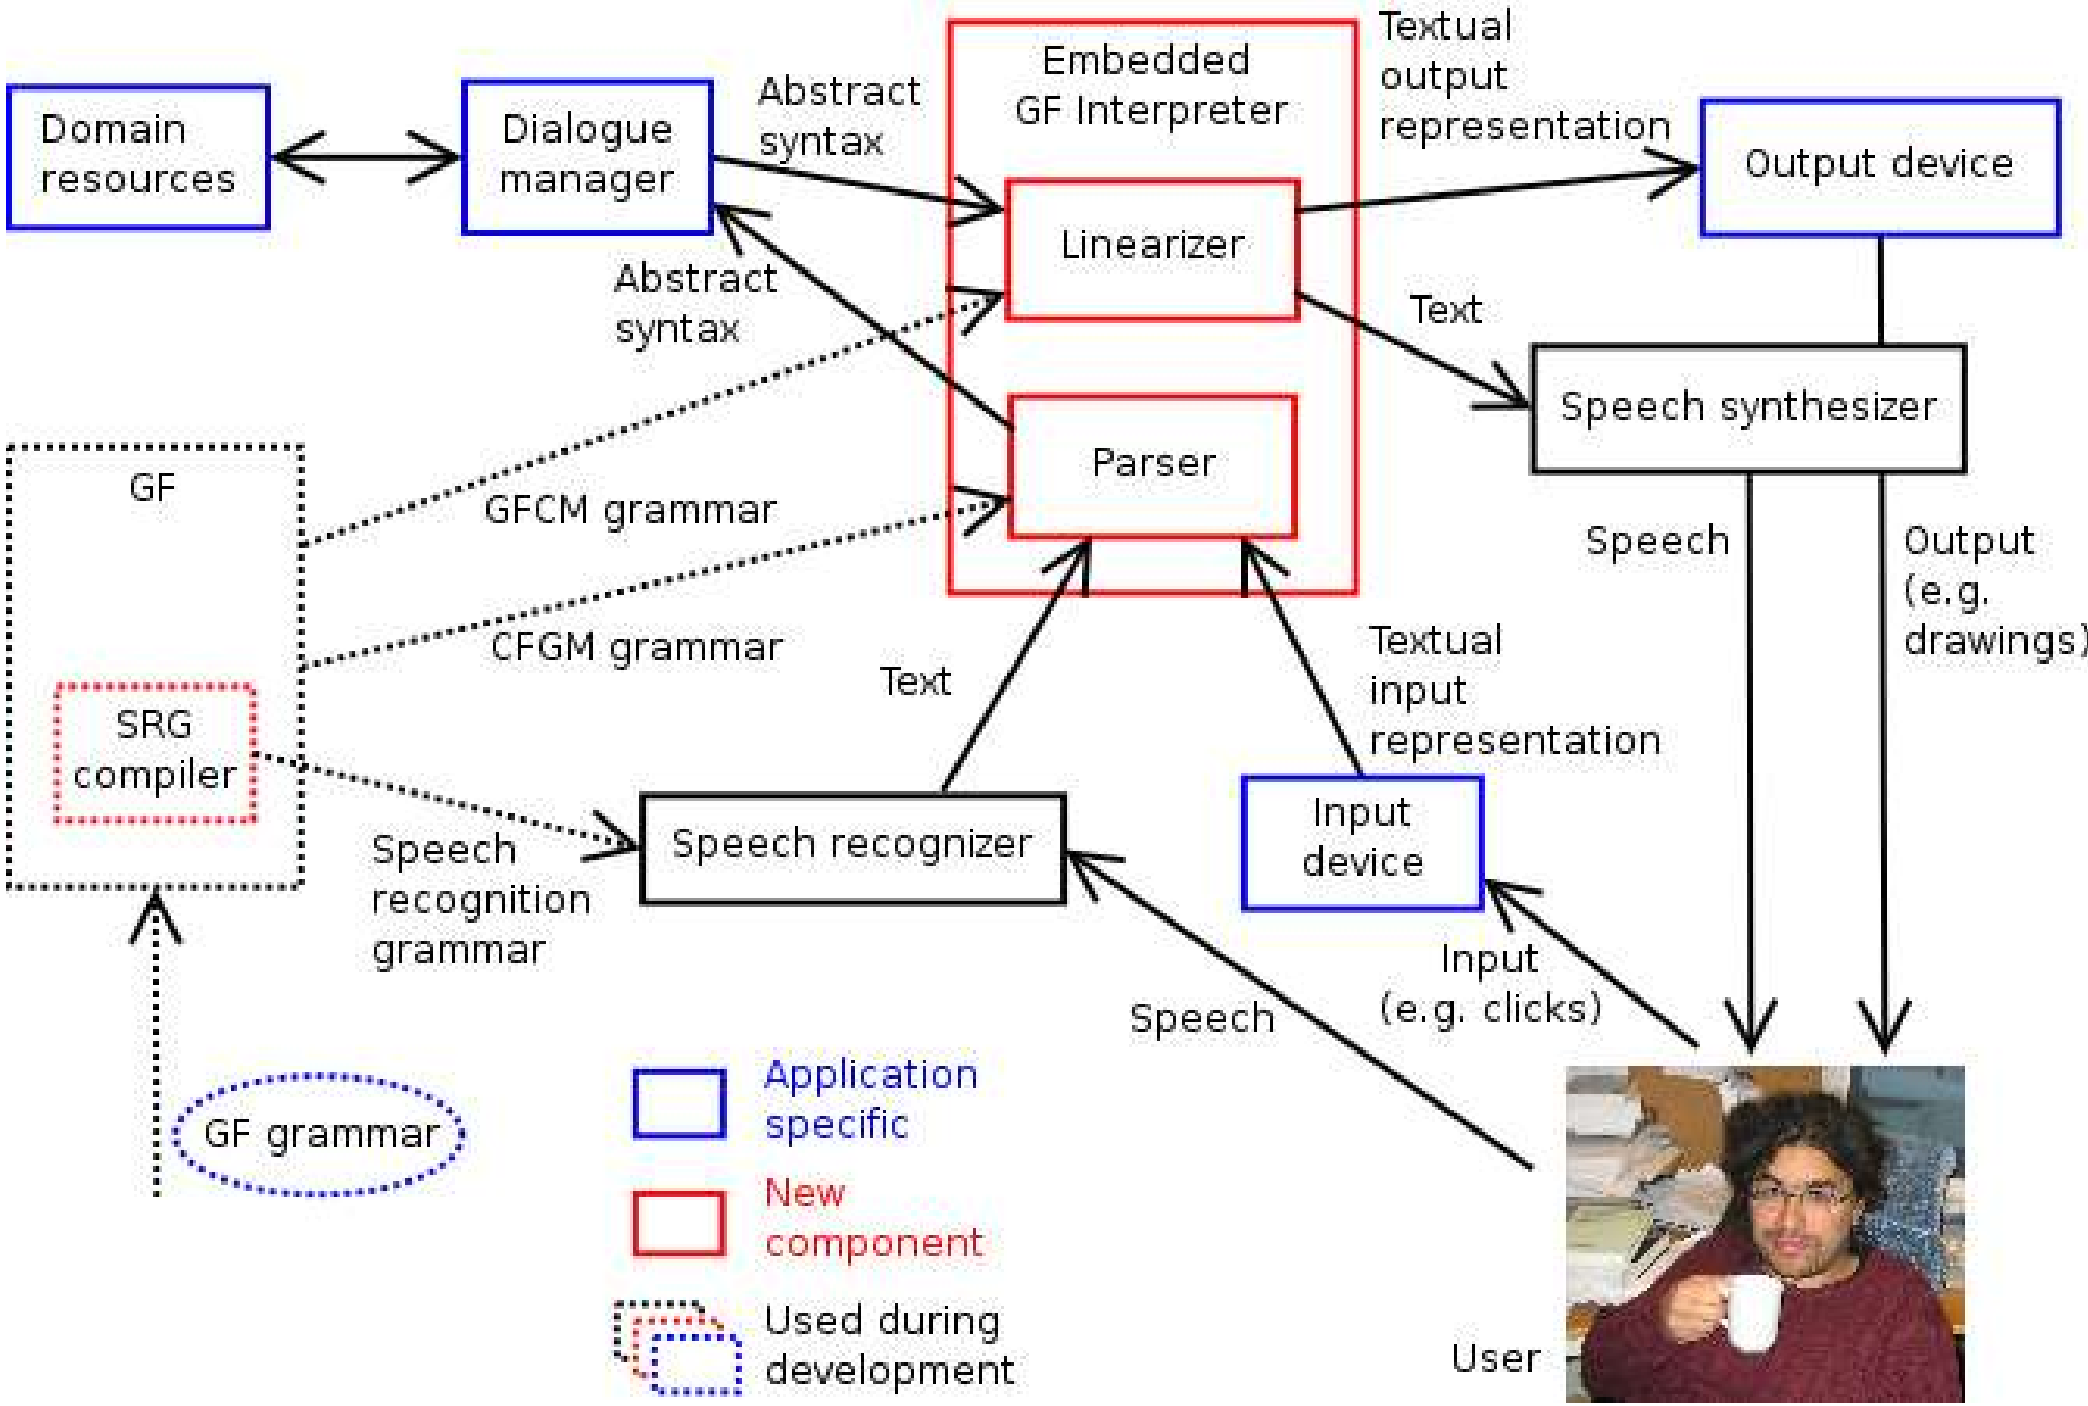 Domain
resources
Dialogue
manager
Abstract
syntax
Embedded
GF Interpreter
Textual
output
representation
Output device
Linearizer
Abstract
syntax
Text
Speech synthesizer
Parser
GF
GFCM grammar
CFGM grammar
Speech
Output
(e.g.
drawings)
Text
Textual
input
representation
SRG
compiler
Speech
recognition
grammar
Speech recognizer
Input
device
Input
(e.g. clicks)
Speech
GF grammar
Application
specific
New
component
Used during
development
User